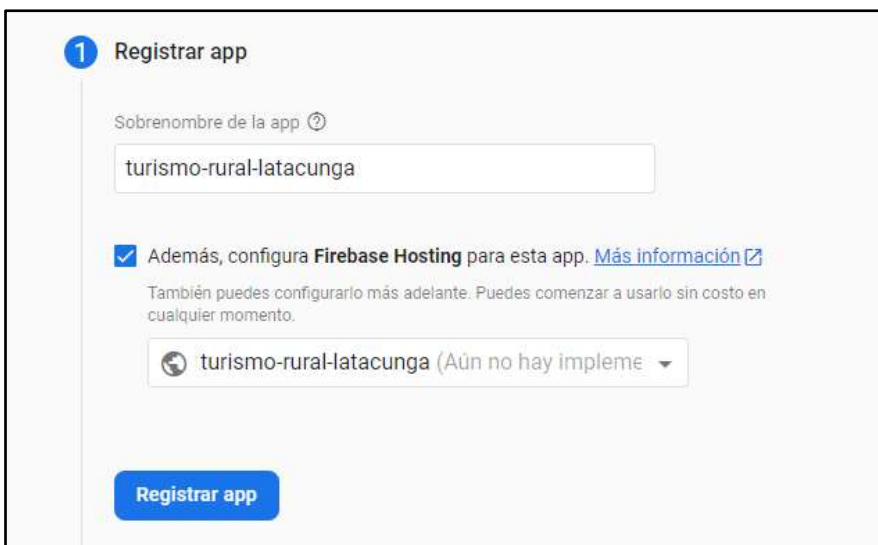 1 Registrar app
Sobrenombre de la app
turismo-rural-latacunga
Además, configura Firebase Hosting para esta app. Más información
También puedes configurarlo más adelante. Puedes comenzar a usarlo sin costo en
cualquier momento.
turismo-rural-latacunga (Aún no hay impleme
Registrar app